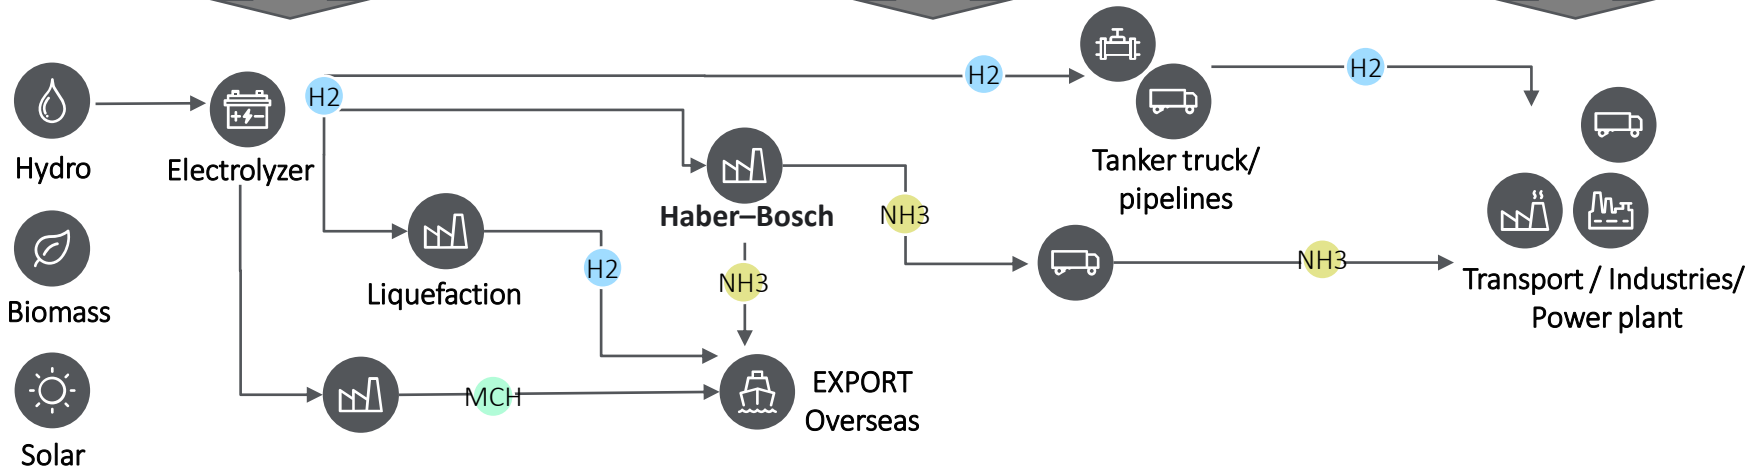 H2
H2
H2
Hydro
Electrolyzer
Tanker truck/
pipelines
Haber–Bosch
NH3
H2
Liquefaction
NH3
NH3
Transport / Industries/
Power plant
Biomass
MCH
EXPORT
Overseas
Solar